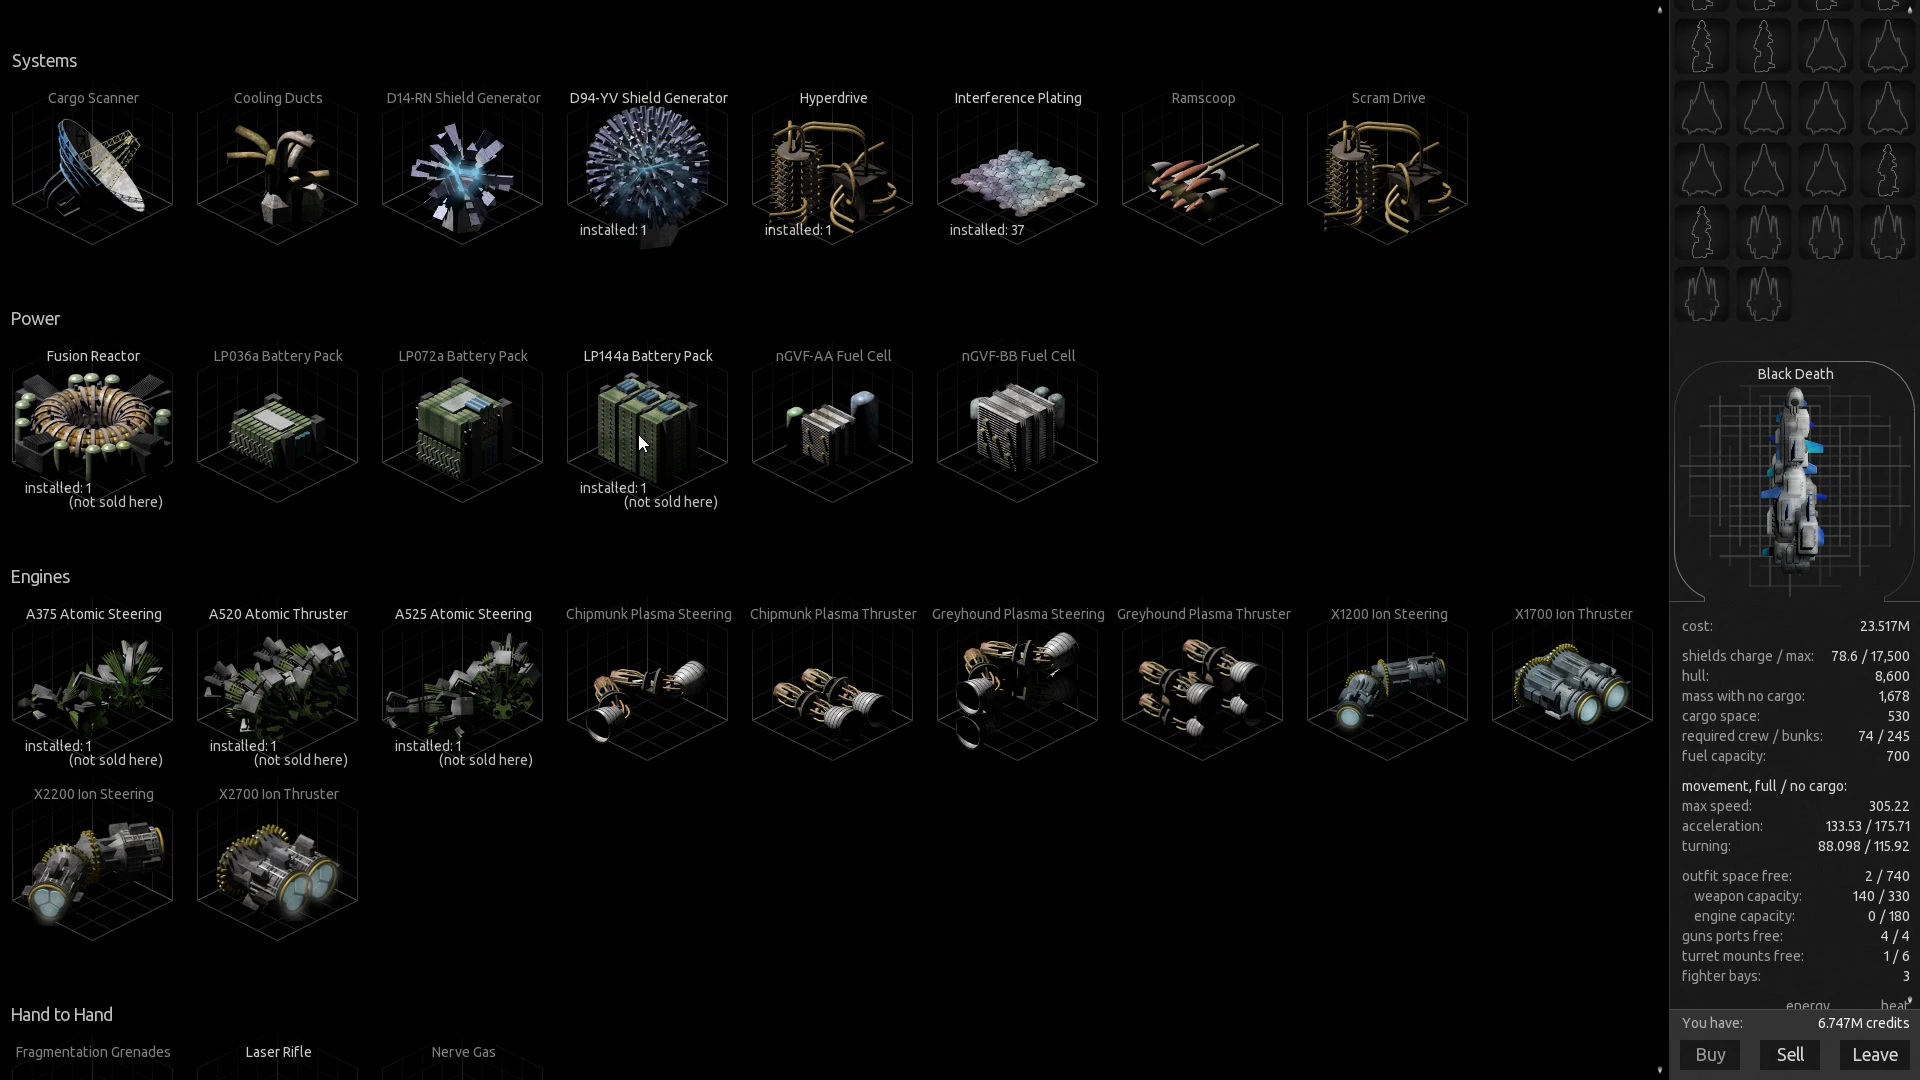 Systems
Cargo Scanner
Cooling Ducts
D14-RN Shield Generator
D94-YV Shield Generator
Hyperdrive
Interference Plating
Ramscoop
Scram Drive
installed: 1
installed: 1
installed: 37
Power
Fusion Reactor
LP036a Battery Pack
LP072a Battery Pack
LP144a Battery Pack
nGVF-AA Fuel Cell
nGVF-BB Fuel Cell
installed: 1
(not sold here)
installed: 1
(not sold here)
Engines
A375 Atomic Steering
A520 Atomic Thruster
A525 Atomic Steering
Chipmunk Plasma Steering
Chipmunk Plasma Thruster
Greyhound Plasma Steering
Greyhound Plasma Thruster
X1200 Ion Steering
X1700 Ion Thruster
installed: 1
(not sold here)
installed: 1
(not sold here)
installed: 1
(not sold here)
X2200 Ion Steering
X2700 Ion Thruster
Hand to Hand
Fragmentation Grenades
Laser Rifle
Nerve Gas
Black Death
cost: 23.517M
shields charge / max: 78.6 / 17,500
hull: 8,600
mass with no cargo: 1,678
cargo space: 530
required crew / bunks: 74 / 245
fuel capacity: 700
movement, full / no cargo:
max speed: 305.22
acceleration: 133.53 / 175.71
turning: 88.098 / 115.92
outfit space free: 2 / 740
weapon capacity: 140 / 330
engine capacity: 0 / 180
guns ports free: 4 / 4
turret mounts free: 1 / 6
fighter bays: 3
energy heat
You have: 6.747M credits
Buy
Sell
Leave